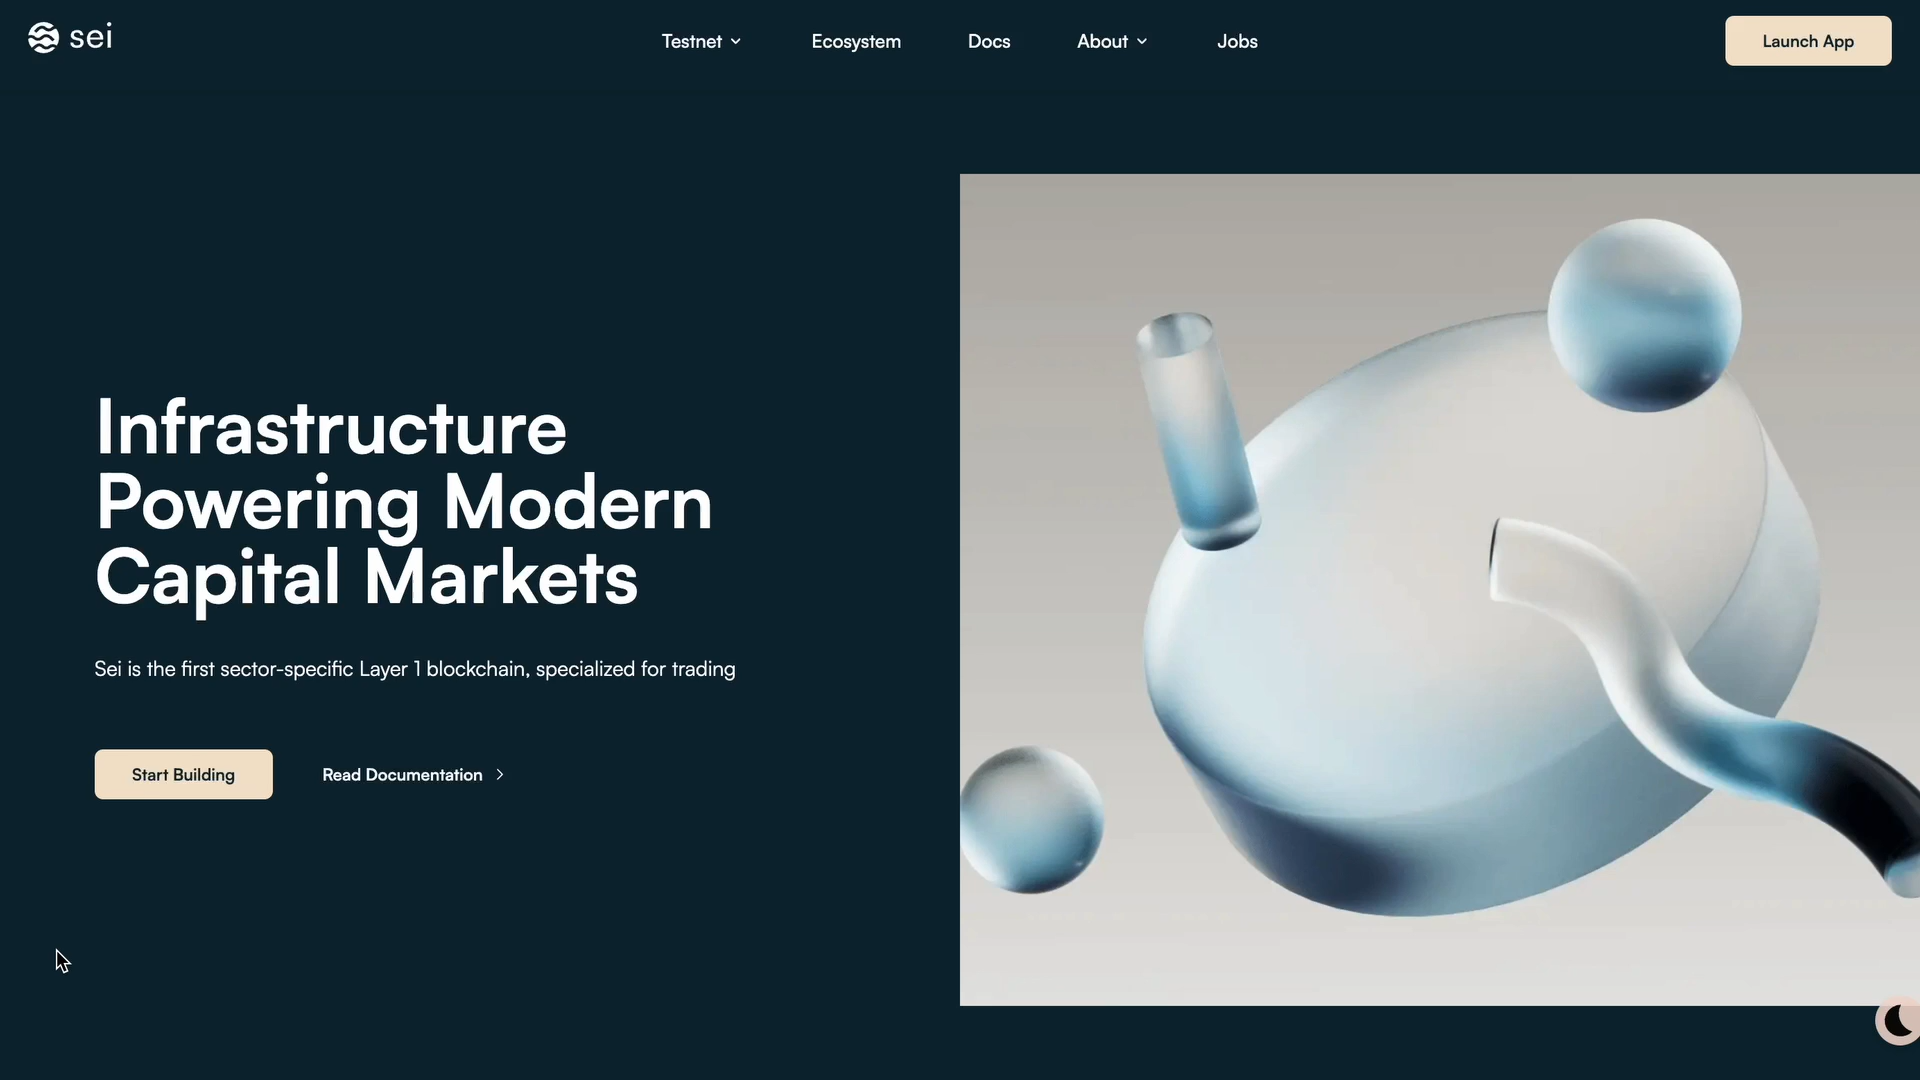 sei
Testnet
Ecosystem
Docs
About
Jobs
Launch App
Infrastructure
Powering Modern
Capital Markets
Sei is the first sector-specific Layer 1 blockchain, specialized for trading
Start Building
Read Documentation